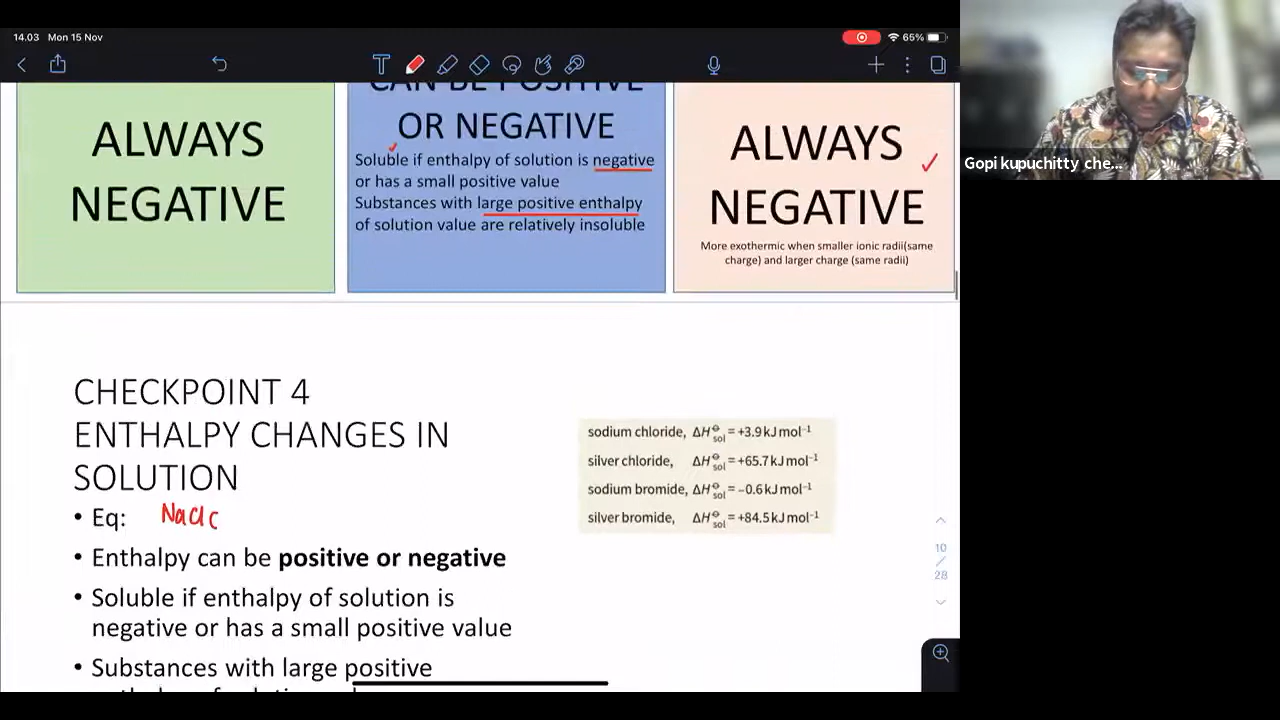 14.03 Mon 15 Nov
65%
T
ALWAYS
NEGATIVE
CAN BE POSITIVE
OR NEGATIVE
Soluble if enthalpy of solution is negative
or has a small positive value
Substances with large positive enthalpy
of solution value are relatively insoluble
ALWAYS
NEGATIVE
More exothermic when smaller ionic radii(same
charge) and larger charge (same radii)
Gopi kupuchitty che...
CHECKPOINT 4
ENTHALPY CHANGES IN
SOLUTION
• Eq: NaCl (
• Enthalpy can be positive or negative
• Soluble if enthalpy of solution is
negative or has a small positive value
• Substances with large positive
sodium chloride, ΔH⦵sol = +3.9 kJ mol⁻¹
silver chloride, ΔH⦵sol = +65.7 kJ mol⁻¹
sodium bromide, ΔH⦵sol = −0.6 kJ mol⁻¹
silver bromide, ΔH⦵sol = +84.5 kJ mol⁻¹
10
/
28